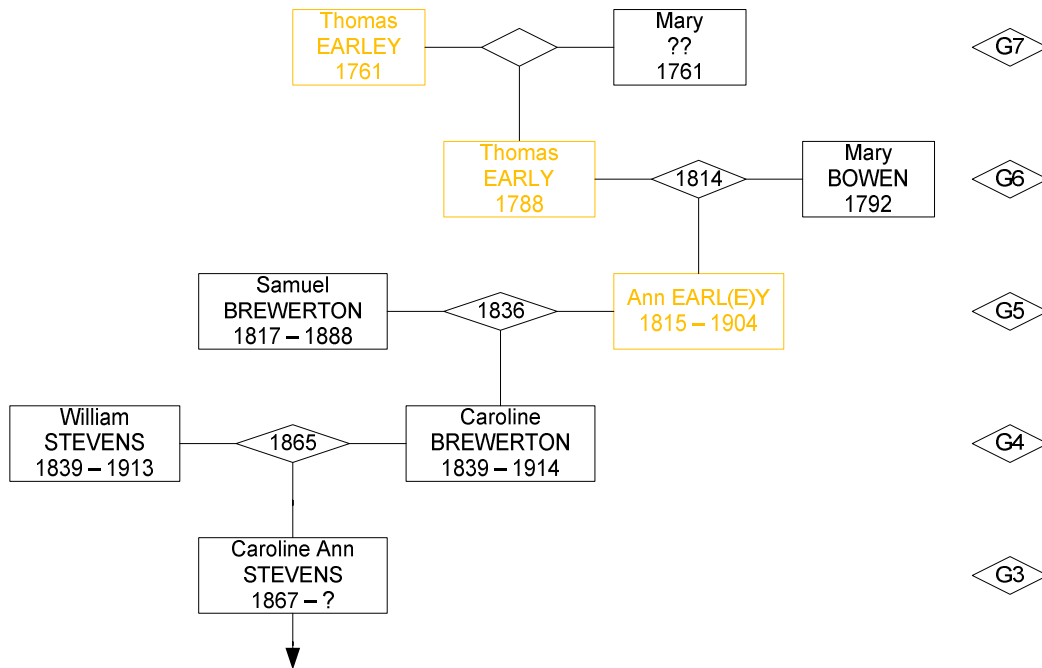 Thomas
EARLEY
1761
Mary
??
1761
G7
Thomas
EARLY
1788
1814
Mary
BOWEN
1792
G6
Samuel
BREWERTON
1817 – 1888
1836
Ann EARL(E)Y
1815 – 1904
G5
William
STEVENS
1839 – 1913
1865
Caroline
BREWERTON
1839 – 1914
G4
Caroline Ann
STEVENS
1867 – ?
G3